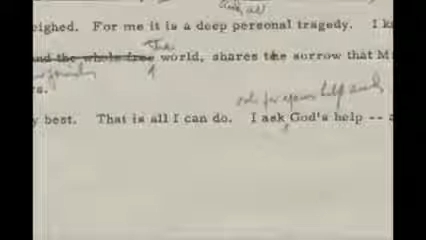 eighed. For me it is a deep personal tragedy. I k
The
and the whole free world, shares the sorrow that M
s.
ask for your help and
y best. That is all I can do. I ask God's help -- a